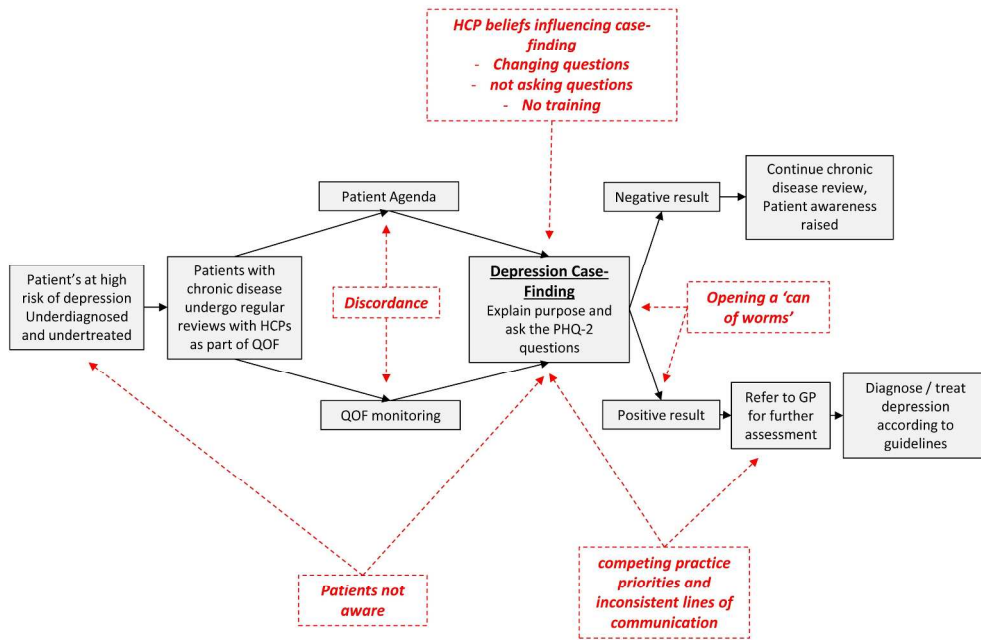 HCP beliefs influencing case-
finding
- Changing questions
- not asking questions
- No training
Patient Agenda
Negative result
Continue chronic
disease review,
Patient awareness
raised
Patient's at high
risk of depression
Underdiagnosed
and undertreated
Patients with
chronic disease
undergo regular
reviews with HCPs
as part of QOF
Discordance
Depression Case-
Finding
Explain purpose and
ask the PHQ-2
questions
Opening a ‘can
of worms’
QOF monitoring
Positive result
Refer to GP
for further
assessment
Diagnose / treat
depression
according to
guidelines
Patients not
aware
competing practice
priorities and
inconsistent lines of
communication